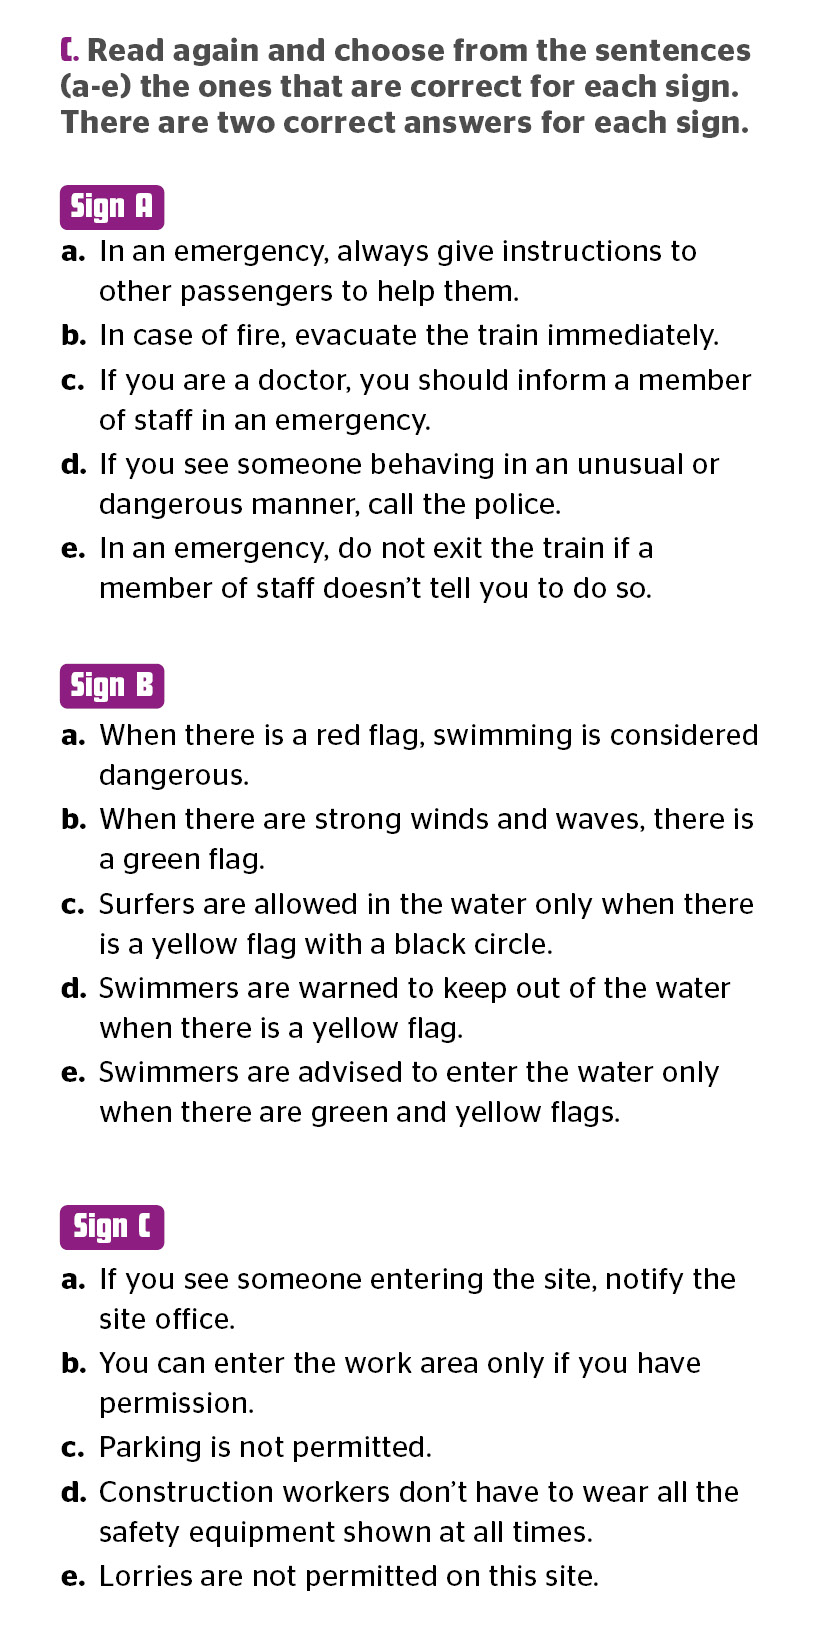 C. Read again and choose from the sentences
(a-e) the ones that are correct for each sign.
There are two correct answers for each sign.
Sign A
a. In an emergency, always give instructions to
other passengers to help them.
b. In case of fire, evacuate the train immediately.
c. If you are a doctor, you should inform a member
of staff in an emergency.
d. If you see someone behaving in an unusual or
dangerous manner, call the police.
e. In an emergency, do not exit the train if a
member of staff doesn't tell you to do so.
Sign B
a. When there is a red flag, swimming is considered
dangerous.
b. When there are strong winds and waves, there is
a green flag.
c. Surfers are allowed in the water only when there
is a yellow flag with a black circle.
d. Swimmers are warned to keep out of the water
when there is a yellow flag.
e. Swimmers are advised to enter the water only
when there are green and yellow flags.
Sign C
a. If you see someone entering the site, notify the
site office.
b. You can enter the work area only if you have
permission.
c. Parking is not permitted.
d. Construction workers don't have to wear all the
safety equipment shown at all times.
e. Lorries are not permitted on this site.